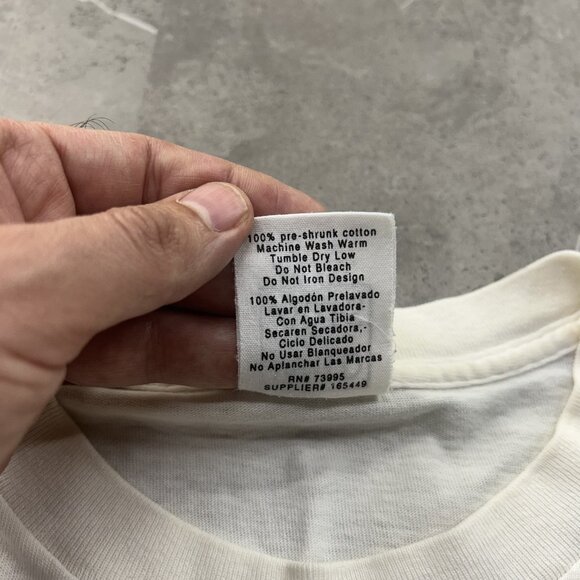 100% pre-shrunk cotton
Machine Wash Warm
Tumble Dry Low
Do Not Bleach
Do Not Iron Design
100% Algodón Prelavado
Lavar en Lavadora-
Con Agua Tibia
Secaren Secadora,-
Ciclo Delicado
No Usar Blanqueador
No Aplanchar Las Marcas
RN# 73995
SUPPLIER# 165449